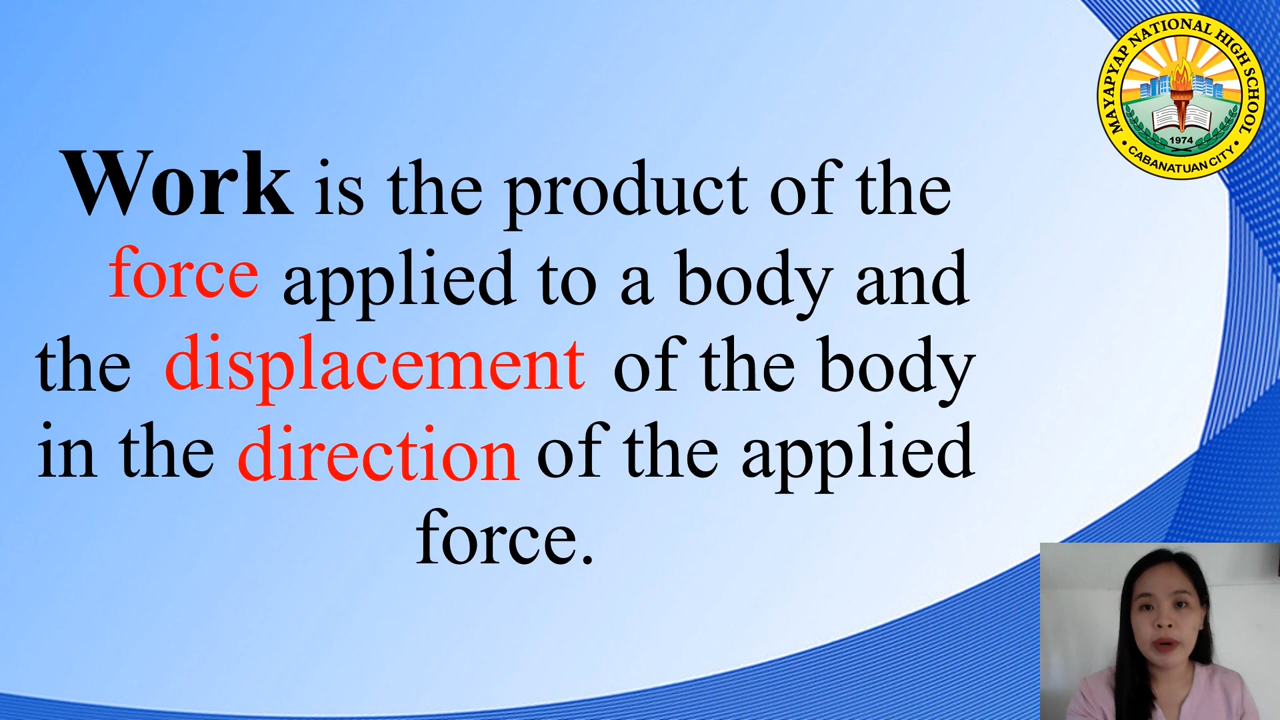 Work is the product of the
force applied to a body and
the displacement of the body
in the direction of the applied
force.
MAYAPYAP NATIONAL HIGH SCHOOL
1974
• CABANATUAN CITY •